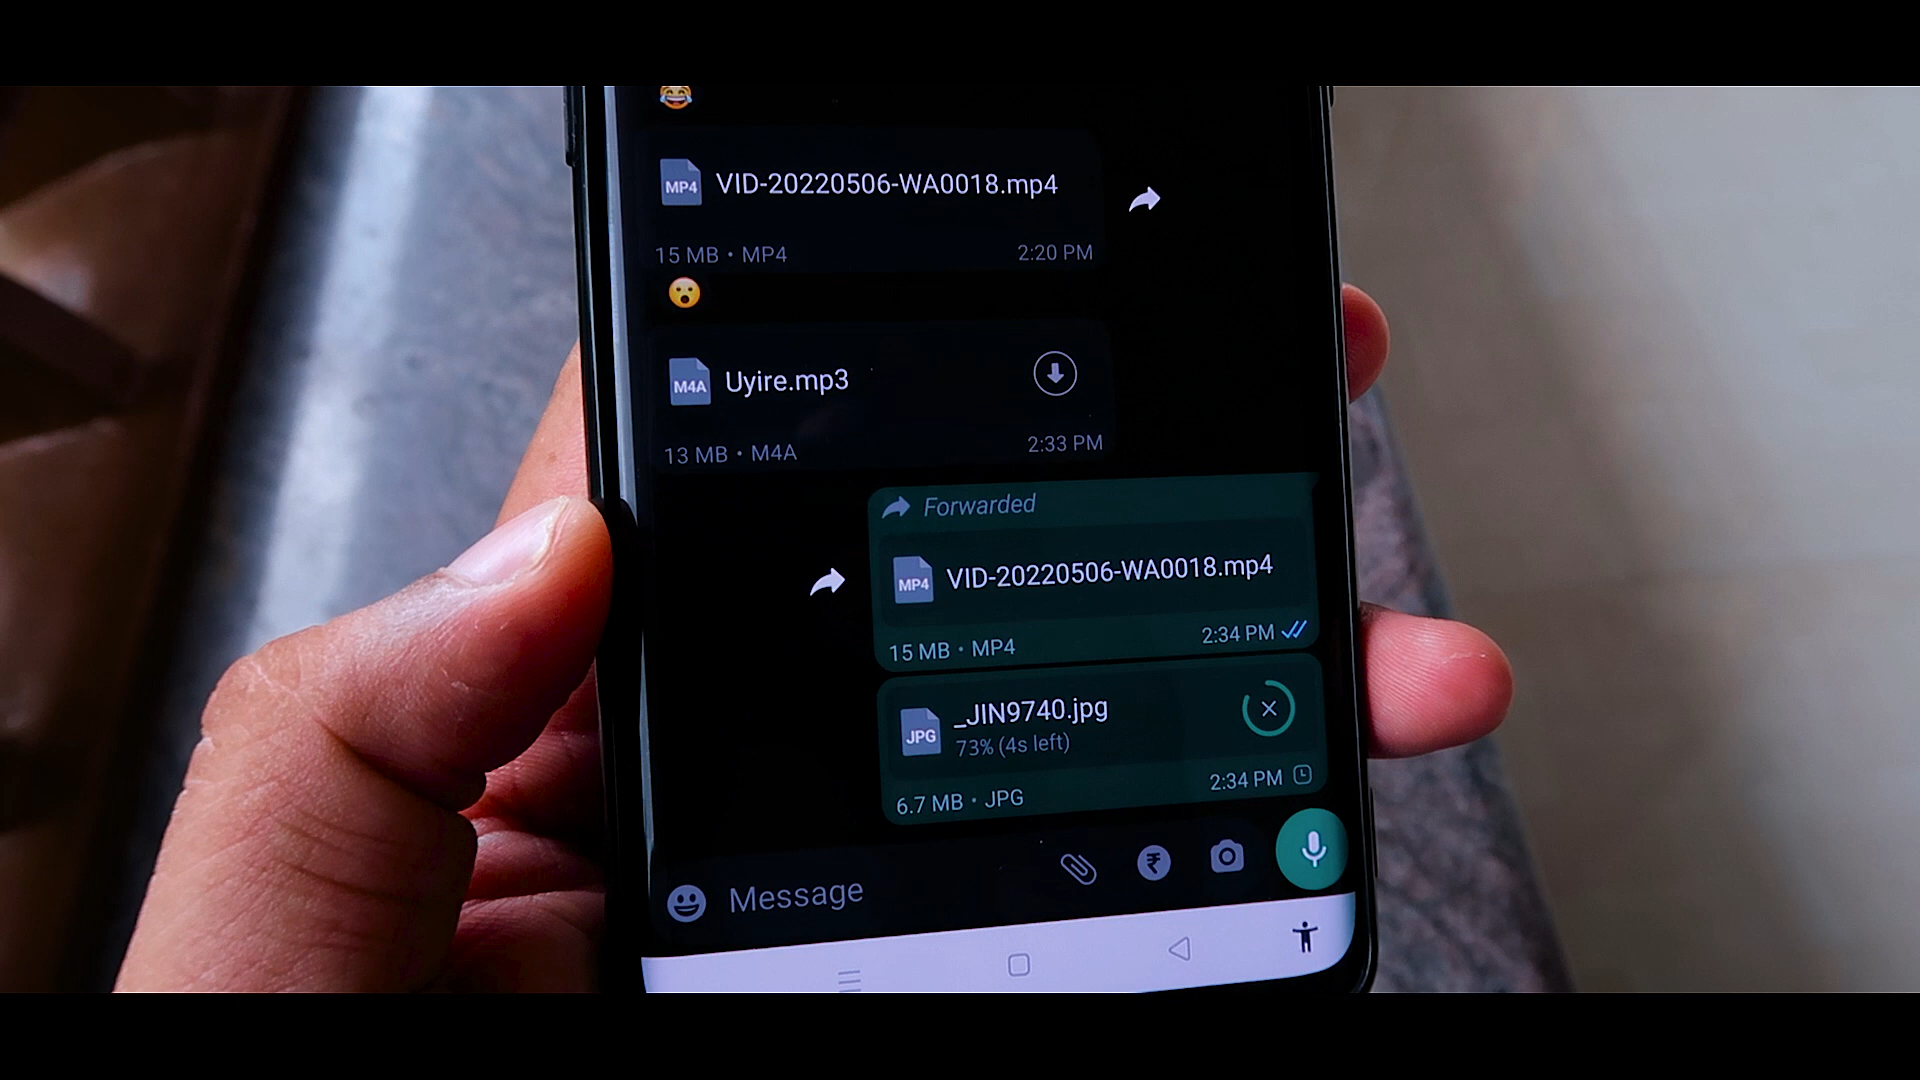 MP4 VID-20220506-WA0018.mp4
15 MB • MP4 2:20 PM
M4A Uyire.mp3
13 MB • M4A 2:33 PM
Forwarded
MP4 VID-20220506-WA0018.mp4
15 MB • MP4 2:34 PM
JPG _JIN9740.jpg
73% (4s left)
6.7 MB • JPG 2:34 PM
₹
Message